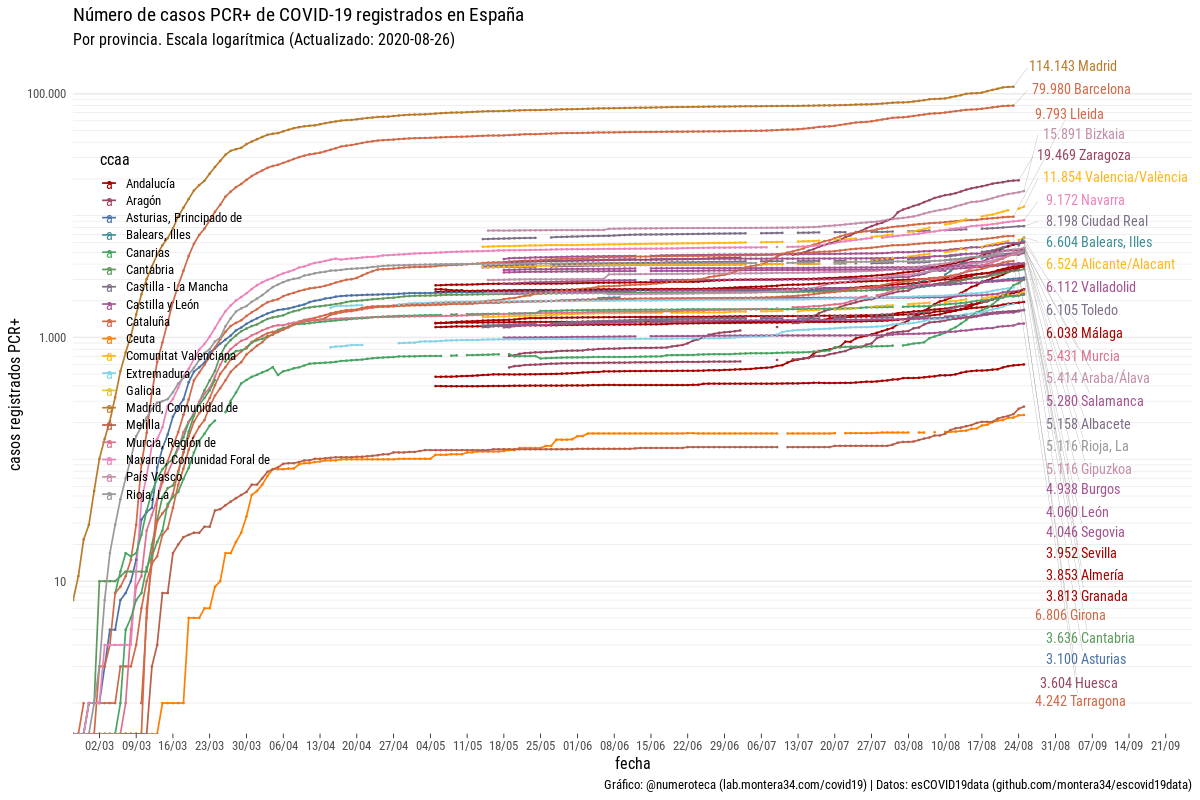 Número de casos PCR+ de COVID-19 registrados en España
Por provincia. Escala logarítmica (Actualizado: 2020-08-26)
casos registrados PCR+
100.000
1.000
10
ccaa
Andalucía
Aragón
Asturias, Principado de
Balears, Illes
Canarias
Cantabria
Castilla - La Mancha
Castilla y León
Cataluña
Ceuta
Comunitat Valenciana
Extremadura
Galicia
Madrid, Comunidad de
Melilla
Murcia, Región de
Navarra, Comunidad Foral de
País Vasco
Rioja, La
114.143 Madrid
79.980 Barcelona
9.793 Lleida
15.891 Bizkaia
19.469 Zaragoza
11.854 Valencia/València
9.172 Navarra
8.198 Ciudad Real
6.604 Balears, Illes
6.524 Alicante/Alacant
6.112 Valladolid
6.105 Toledo
6.038 Málaga
5.431 Murcia
5.414 Araba/Álava
5.280 Salamanca
5.158 Albacete
5.116 Rioja, La
5.116 Gipuzkoa
4.938 Burgos
4.060 León
4.046 Segovia
3.952 Sevilla
3.853 Almería
3.813 Granada
6.806 Girona
3.636 Cantabria
3.100 Asturias
3.604 Huesca
4.242 Tarragona
02/03 09/03 16/03 23/03 30/03 06/04 13/04 20/04 27/04 04/05 11/05 18/05 25/05 01/06 08/06 15/06 22/06 29/06 06/07 13/07 20/07 27/07 03/08 10/08 17/08 24/08 31/08 07/09 14/09 21/09
fecha
Gráfico: @numeroteca (lab.montera34.com/covid19) | Datos: esCOVID19data (github.com/montera34/escovid19data)